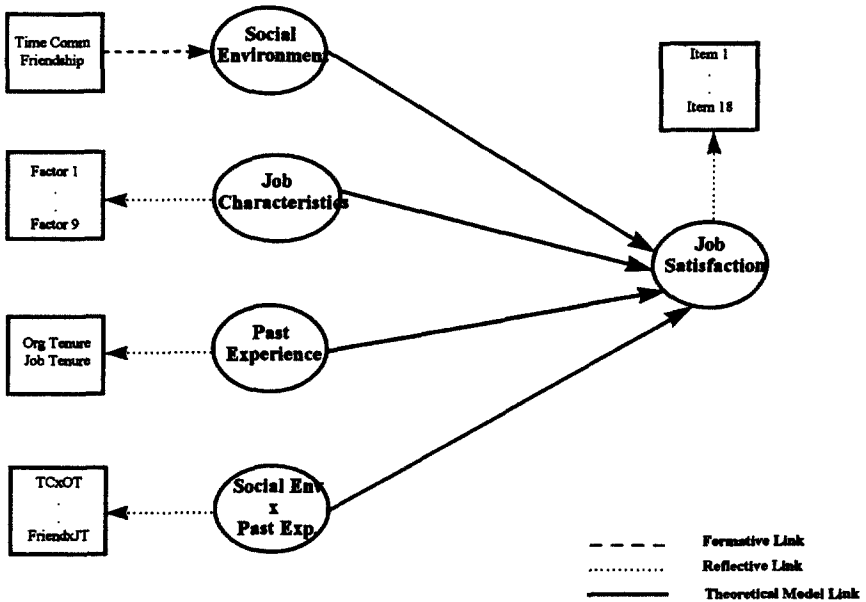 Time Comm
Friendship
Social
Environment
Item 1
.
.
Item 18
Factor 1
.
.
Factor 9
Job
Characteristics
Job
Satisfaction
Org Tenure
Job Tenure
Past
Experience
TCxOT
.
.
FriendxJT
Social Env
x
Past Exp.
Formative Link
Reflective Link
Theoretical Model Link